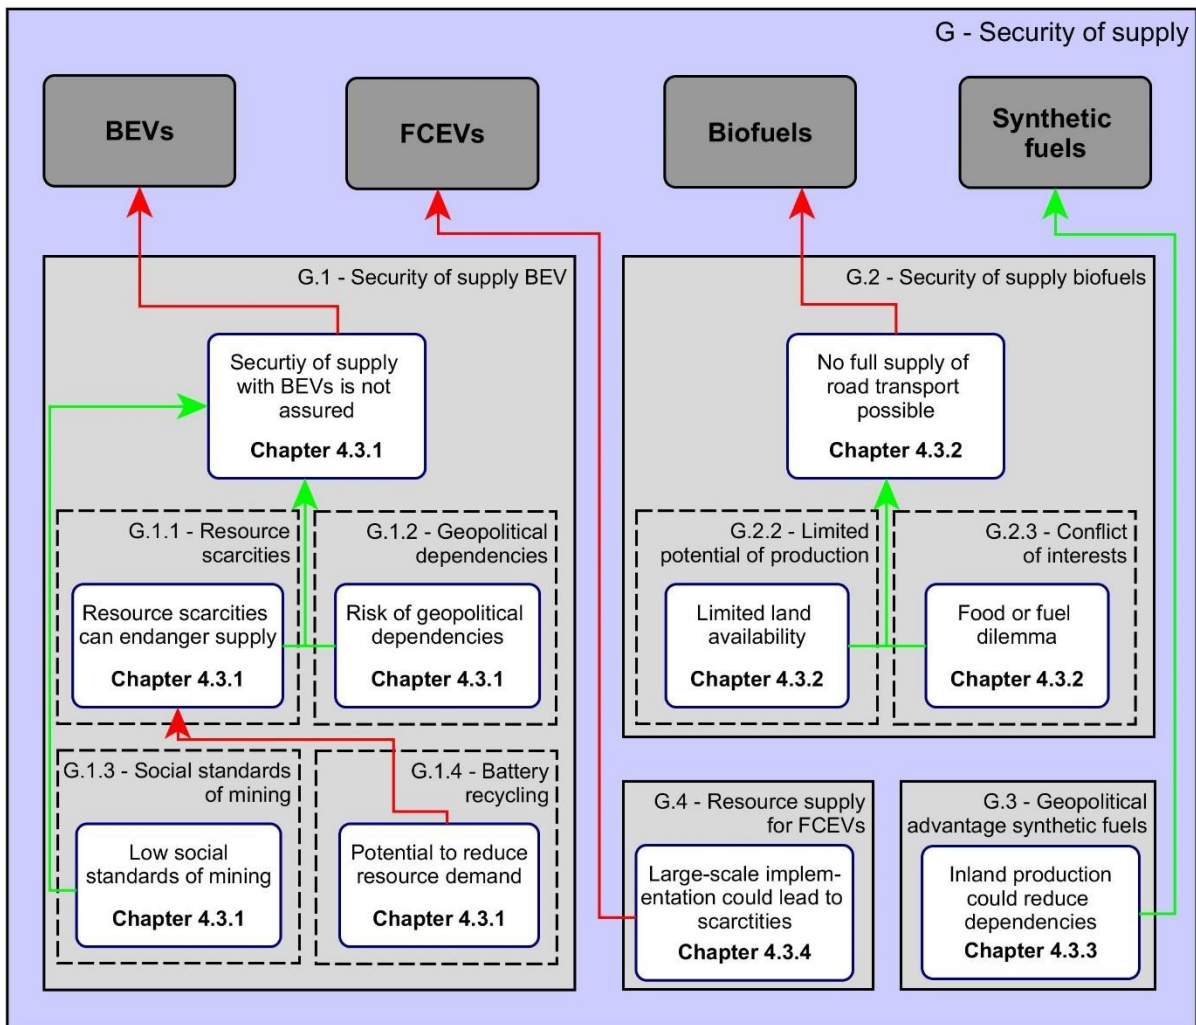 G - Security of supply
BEVs
FCEVs
Biofuels
Synthetic
fuels
G.1 - Security of supply BEV
Securtiy of supply
with BEVs is not
assured
Chapter 4.3.1
G.1.1 - Resource
scarcities
Resource scarcities
can endanger supply
Chapter 4.3.1
G.1.2 - Geopolitical
dependencies
Risk of geopolitical
dependencies
Chapter 4.3.1
G.1.3 - Social standards
of mining
Low social
standards of mining
Chapter 4.3.1
G.1.4 - Battery
recycling
Potential to reduce
resource demand
Chapter 4.3.1
G.2 - Security of supply biofuels
No full supply of
road transport
possible
Chapter 4.3.2
G.2.2 - Limited
potential of production
Limited land
availability
Chapter 4.3.2
G.2.3 - Conflict
of interests
Food or fuel
dilemma
Chapter 4.3.2
G.4 - Resource supply
for FCEVs
Large-scale implem-
entation could lead to
scarctities
Chapter 4.3.4
G.3 - Geopolitical
advantage synthetic fuels
Inland production
could reduce
dependencies
Chapter 4.3.3